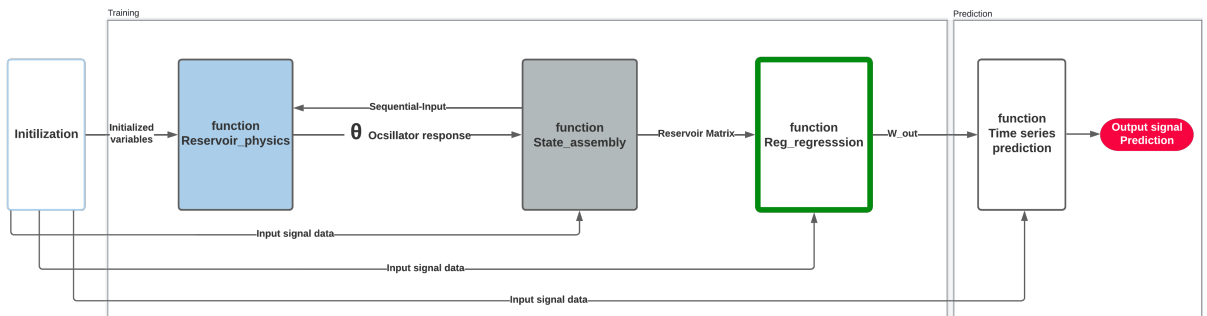 Training
Prediction
Initilization
Initialized
variables
function
Reservoir_physics
Sequential-Input
θ Ocsillator response
function
State_assembly
Reservoir Matrix
function
Reg_regresssion
W_out
function
Time series
prediction
Output signal
Prediction
Input signal data
Input signal data
Input signal data